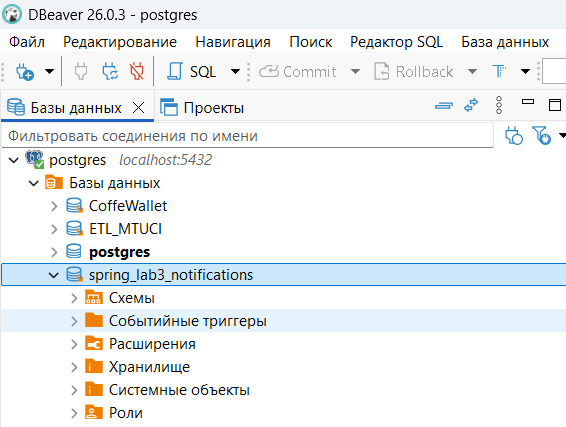 DBeaver 26.0.3 - postgres
Файл Редактировать Навигация Поиск Редактор SQL База данных
SQL Commit Rollback T
Базы данных Проекты
Фильтровать соединения по имени
postgres localhost:5432
Базы данных
CoffeWallet
ETL_MTUCI
postgres
spring_lab3_notifications
Схемы
Событийные триггеры
Расширения
Хранилище
Системные объекты
Роли